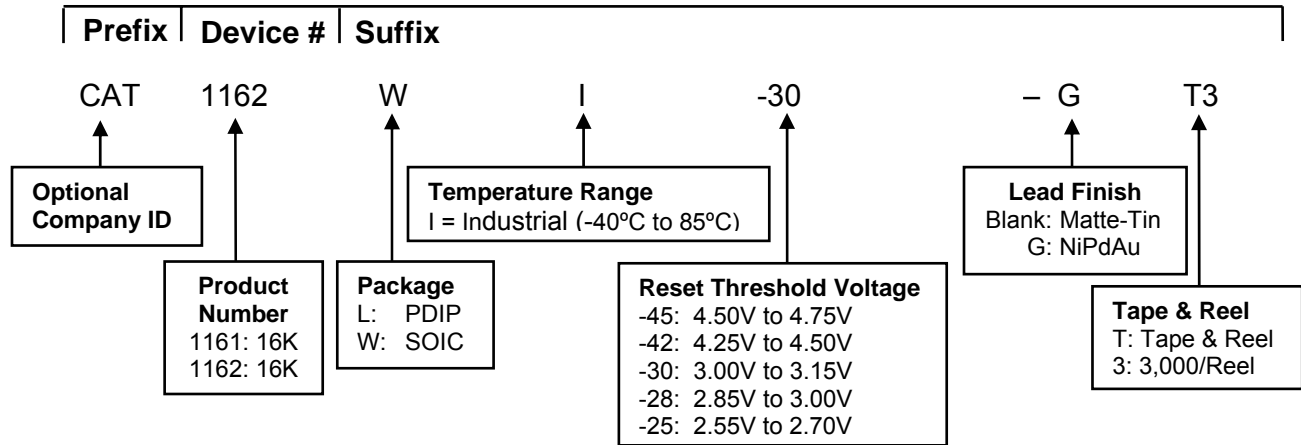 Prefix Device # Suffix
CAT 1162 W I -30 – G T3
Optional
Company ID
Temperature Range
I = Industrial (-40ºC to 85ºC)
Lead Finish
Blank: Matte-Tin
G: NiPdAu
Product
Number
1161: 16K
1162: 16K
Package
L: PDIP
W: SOIC
Reset Threshold Voltage
-45: 4.50V to 4.75V
-42: 4.25V to 4.50V
-30: 3.00V to 3.15V
-28: 2.85V to 3.00V
-25: 2.55V to 2.70V
Tape & Reel
T: Tape & Reel
3: 3,000/Reel